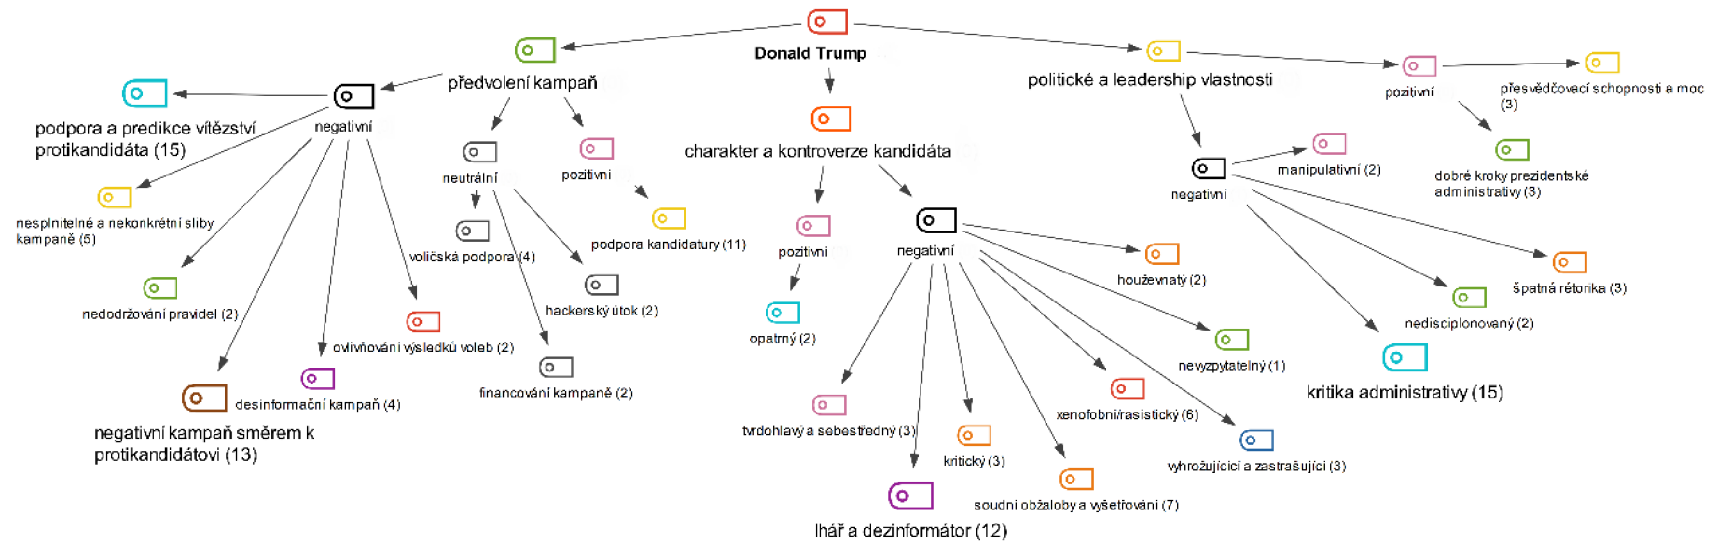 Donald Trump
předvolení kampaň
politické a leadership vlastnosti
charakter a kontroverze kandidáta
negativní
podpora a predikce vítězství
protikandidáta (15)
nesplnitelné a nekonkrétní sliby
kampaně (5)
nedodržování pravidel (2)
negativní kampaň směrem k
protikandidátovi (13)
desinformační kampaň (4)
ovlivňování výsledků voleb (2)
neutrální
voličská podpora (4)
hackerský útok (2)
financování kampaně (2)
pozitivní
podpora kandidatury (11)
pozitivní
opatrný (2)
negativní
tvrdohlavý a sebestředný (3)
lhář a dezinformátor (12)
kritický (3)
soudní obžaloby a vyšetřování (7)
xenofobní/rasistický (6)
vyhrožujícicí a zastrašující (3)
nevyzpytatelný (1)
houževnatý (2)
pozitivní
přesvědčovací schopnosti a moc
(3)
dobré kroky prezidentské
administrativy (3)
negativní
manipulativní (2)
špatná rétorika (3)
nedisciplonovaný (2)
kritika administrativy (15)